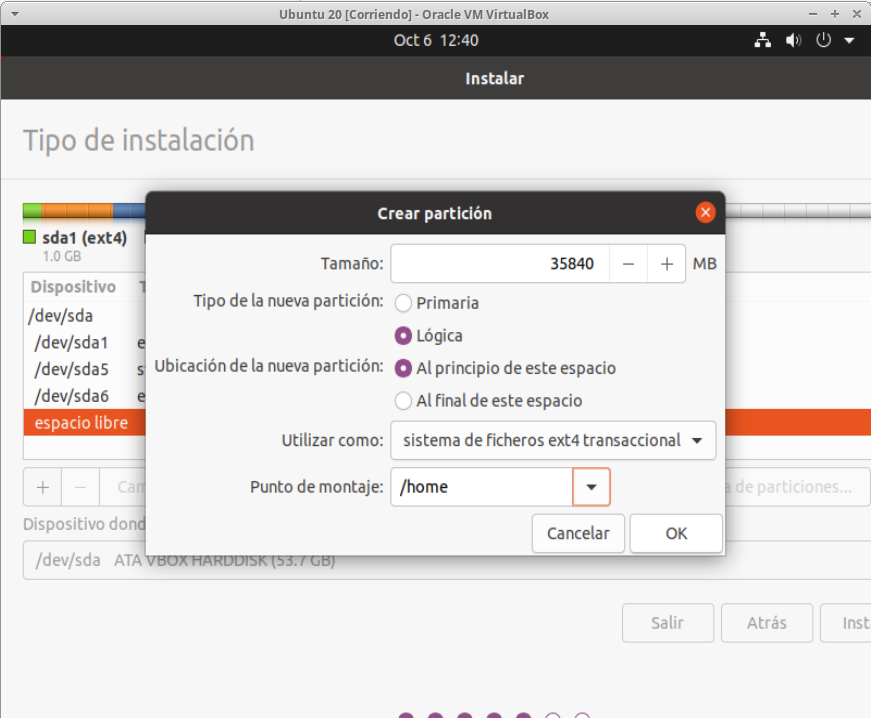 Ubuntu 20 [Corriendo] - Oracle VM VirtualBox
Oct 6 12:40
Instalar
Tipo de instalación
Crear partición
sda1 (ext4)
1.0 GB
Tamaño: 35840 MB
Tipo de la nueva partición: Primaria
Lógica
Ubicación de la nueva partición: Al principio de este espacio
Al final de este espacio
Utilizar como: sistema de ficheros ext4 transaccional
Punto de montaje: /home
Cancelar OK
Dispositivo
/dev/sda
/dev/sda1
/dev/sda5
/dev/sda6
espacio libre
+ − Cam
a de particiones...
Dispositivo dond
/dev/sda ATA VBOX HARDDISK (53.7 GB)
Salir Atrás Inst